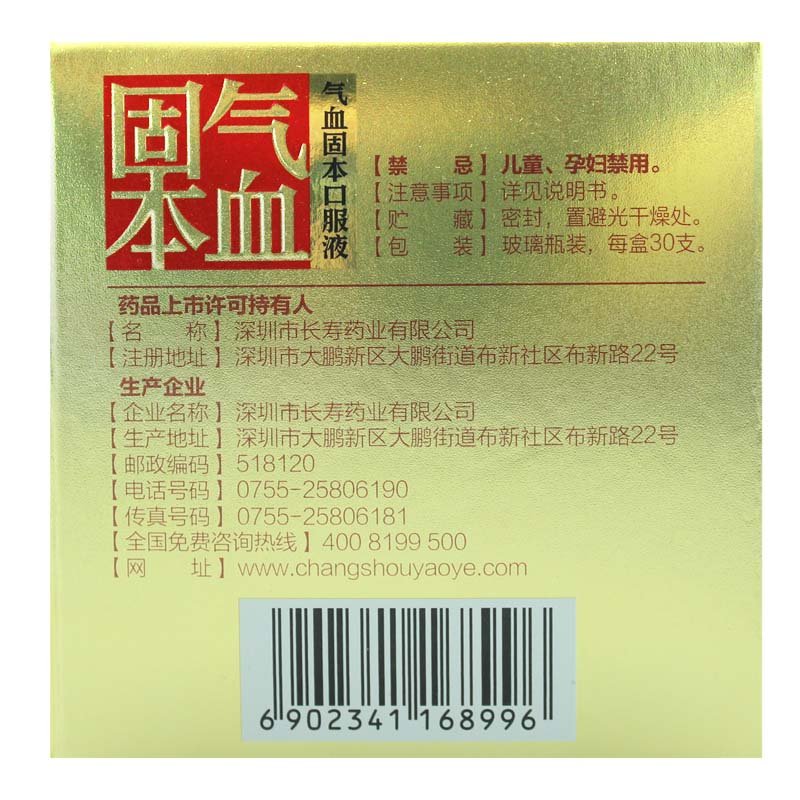 气血
固本
气血固本口服液
【禁　忌】儿童、孕妇禁用。
【注意事项】详见说明书。
【贮　藏】密封，置避光干燥处。
【包　装】玻璃瓶装，每盒30支。
药品上市许可持有人
【名　称】深圳市长寿药业有限公司
【注册地址】深圳市大鹏新区大鹏街道布新社区布新路22号
生产企业
【企业名称】深圳市长寿药业有限公司
【生产地址】深圳市大鹏新区大鹏街道布新社区布新路22号
【邮政编码】518120
【电话号码】0755-25806190
【传真号码】0755-25806181
【全国免费咨询热线】400 8199 500
【网　址】www.changshouyaoye.com
6902341168996